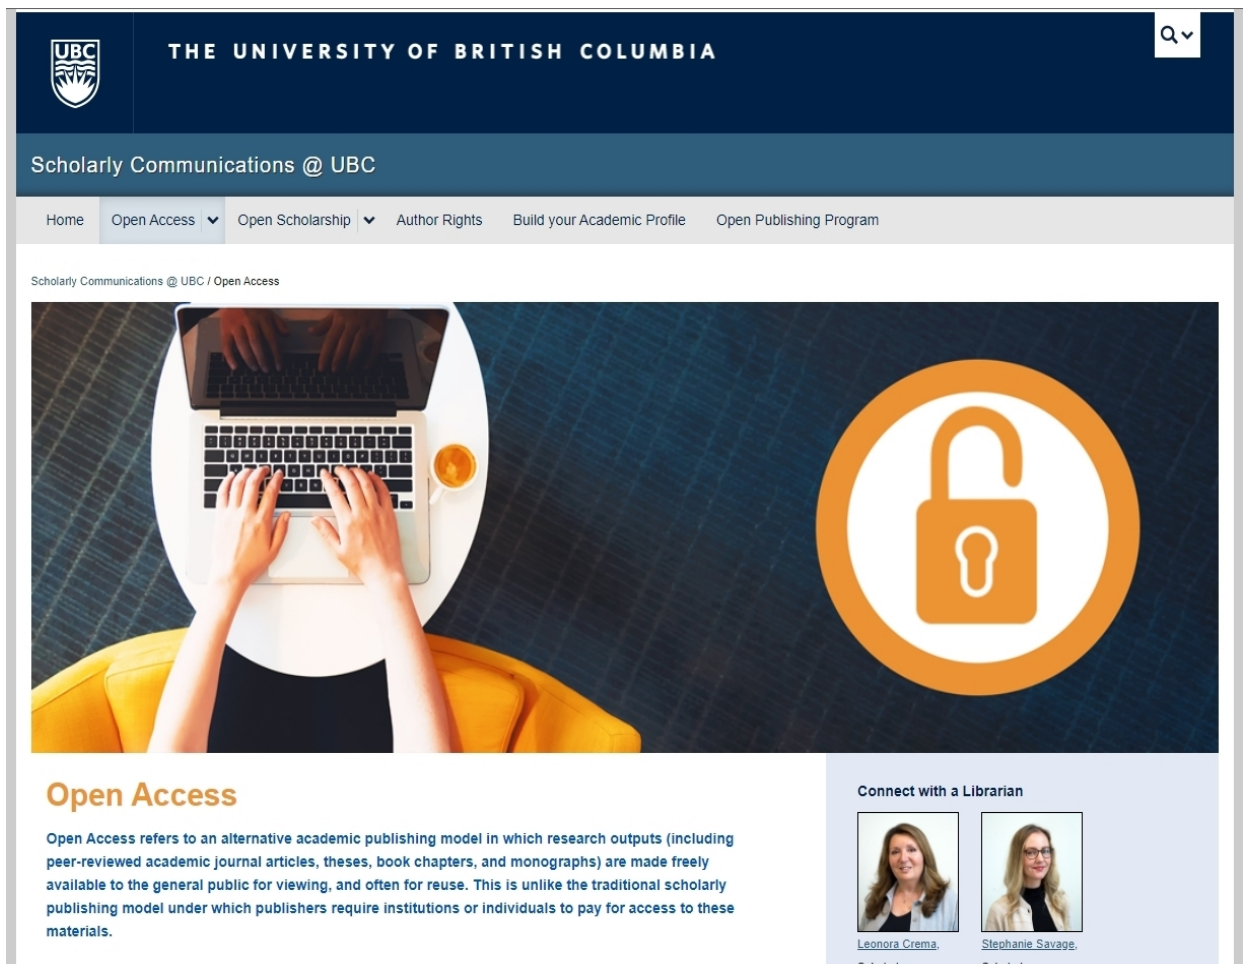 UBC
THE UNIVERSITY OF BRITISH COLUMBIA
Scholarly Communications @ UBC
Home
Open Access
Open Scholarship
Author Rights
Build your Academic Profile
Open Publishing Program
Scholarly Communications @ UBC / Open Access
Open Access
Open Access refers to an alternative academic publishing model in which research outputs (including
peer-reviewed academic journal articles, theses, book chapters, and monographs) are made freely
available to the general public for viewing, and often for reuse. This is unlike the traditional scholarly
publishing model under which publishers require institutions or individuals to pay for access to these
materials.
Connect with a Librarian
Leonora Crema,
Stephanie Savage,